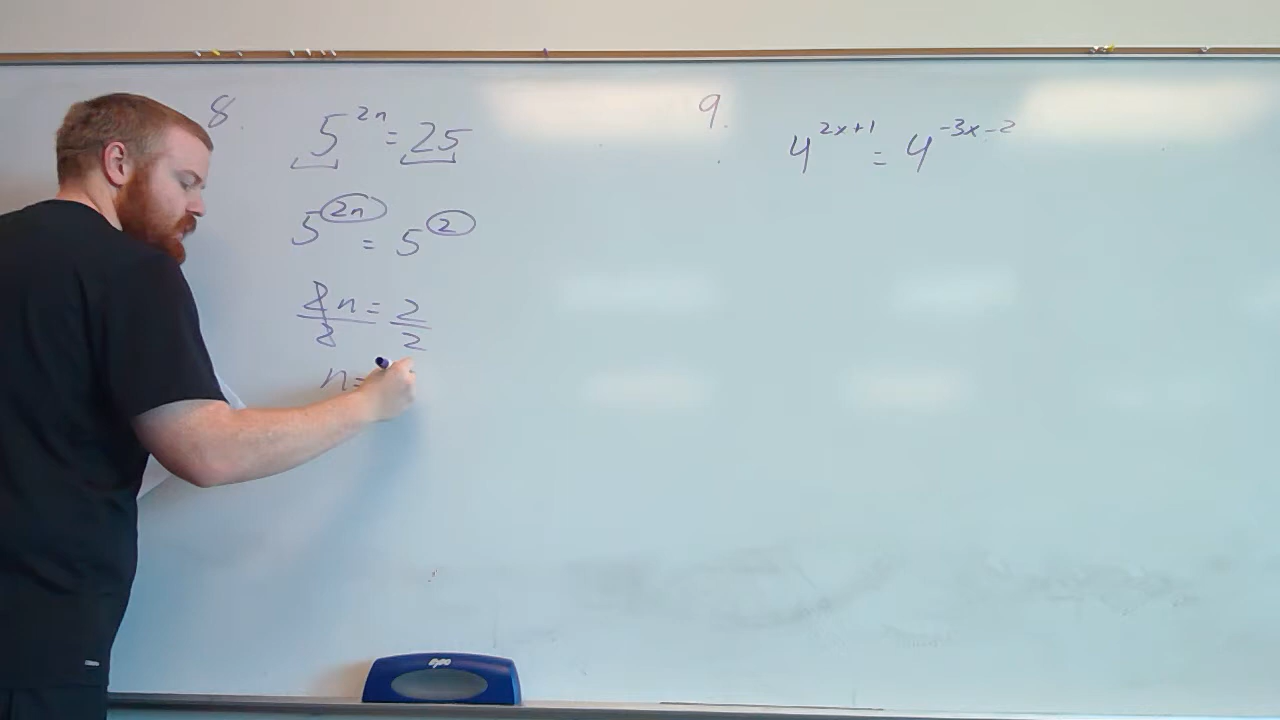 8.
5^2n = 25
5^2n = 5^2
2n = 2
2 2
n =
9.
4^2x+1 = 4^-3x-2
expo